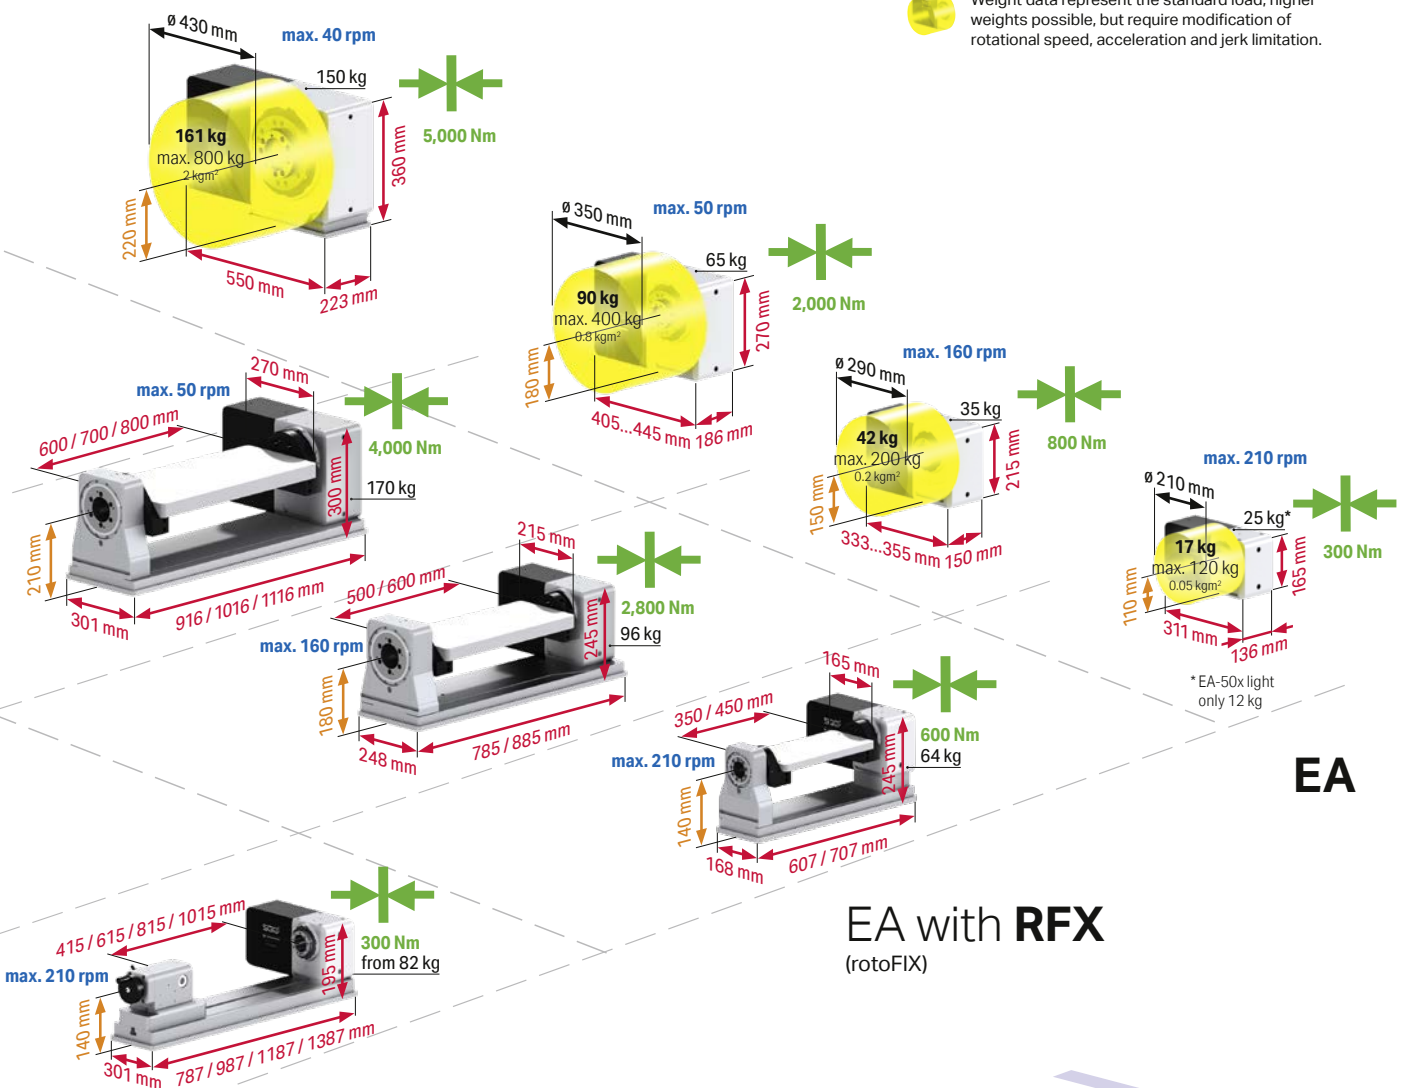 Weight data represent the standard load, higher
weights possible, but require modification of
rotational speed, acceleration and jerk limitation.
ø 430 mm
max. 40 rpm
150 kg
5,000 Nm
161 kg
max. 800 kg
2 kgm²
360 mm
220 mm
550 mm
223 mm
ø 350 mm
max. 50 rpm
65 kg
2,000 Nm
90 kg
max. 400 kg
0.8 kgm²
270 mm
180 mm
405...445 mm
186 mm
ø 290 mm
max. 160 rpm
35 kg
800 Nm
42 kg
max. 200 kg
0.2 kgm²
215 mm
150 mm
333...355 mm
150 mm
ø 210 mm
max. 210 rpm
25 kg*
300 Nm
17 kg
max. 120 kg
0.05 kgm²
165 mm
110 mm
311 mm
136 mm
* EA-50x light
only 12 kg
EA
max. 50 rpm
270 mm
600 / 700 / 800 mm
4,000 Nm
300 mm
170 kg
210 mm
301 mm
916 / 1016 / 1116 mm
215 mm
500 / 600 mm
2,800 Nm
max. 160 rpm
245 mm
96 kg
180 mm
248 mm
785 / 885 mm
165 mm
350 / 450 mm
600 Nm
max. 210 rpm
245 mm
64 kg
140 mm
168 mm
607 / 707 mm
EA with RFX
(rotoFIX)
415 / 615 / 815 / 1015 mm
300 Nm
from 82 kg
max. 210 rpm
195 mm
140 mm
301 mm
787 / 987 / 1187 / 1387 mm